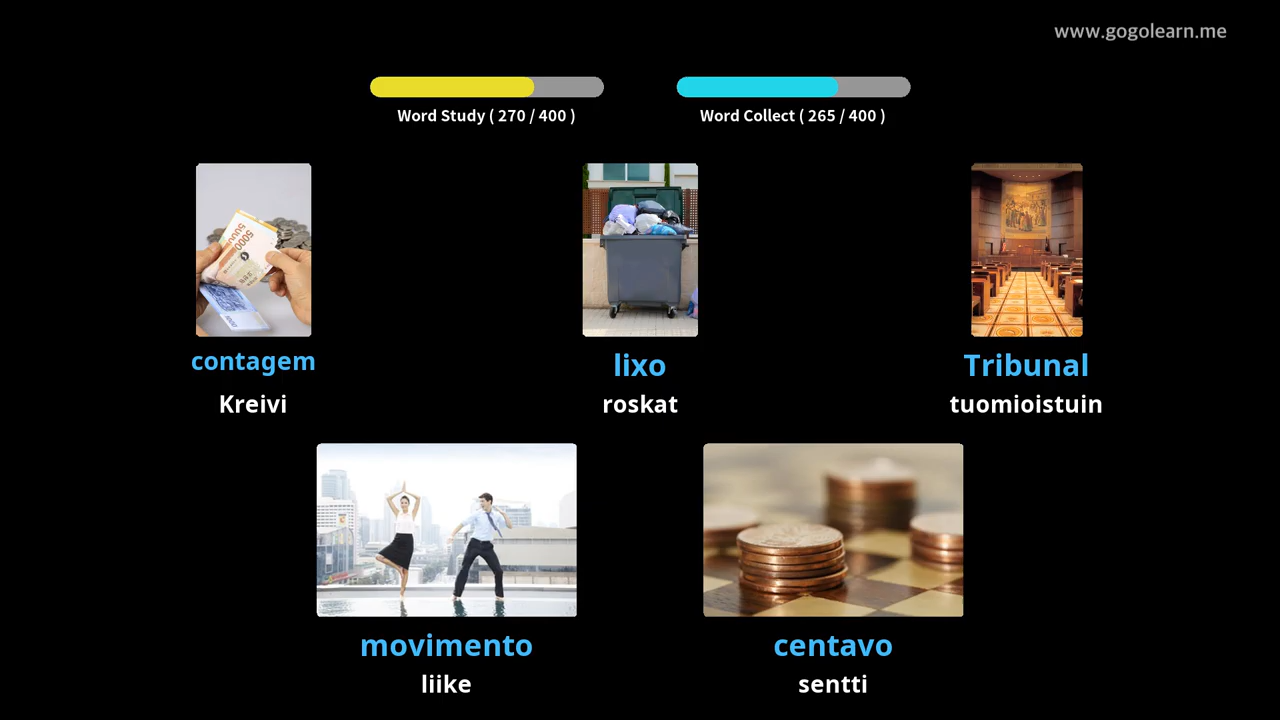 www.gogolearn.me
Word Study ( 270 / 400 )
Word Collect ( 265 / 400 )
contagem
Kreivi
lixo
roskat
Tribunal
tuomioistuin
movimento
liike
centavo
sentti